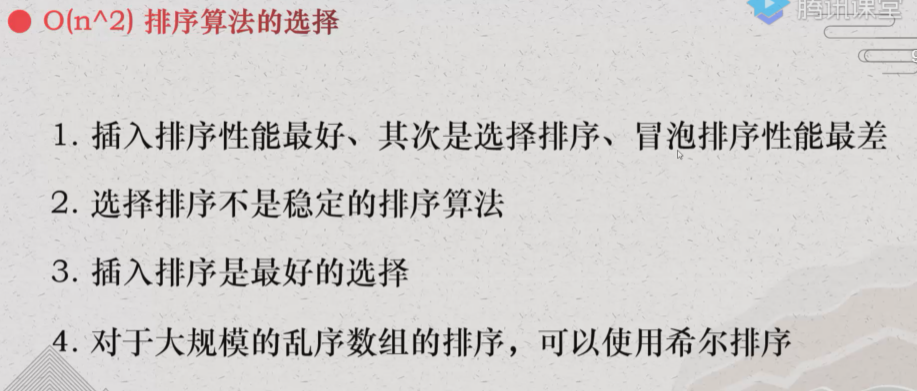 O(n^2) 排序算法的选择
腾讯课堂
1. 插入排序性能最好、其次是选择排序、冒泡排序性能最差
2. 选择排序不是稳定的排序算法
3. 插入排序是最好的选择
4. 对于大规模的乱序数组的排序，可以使用希尔排序